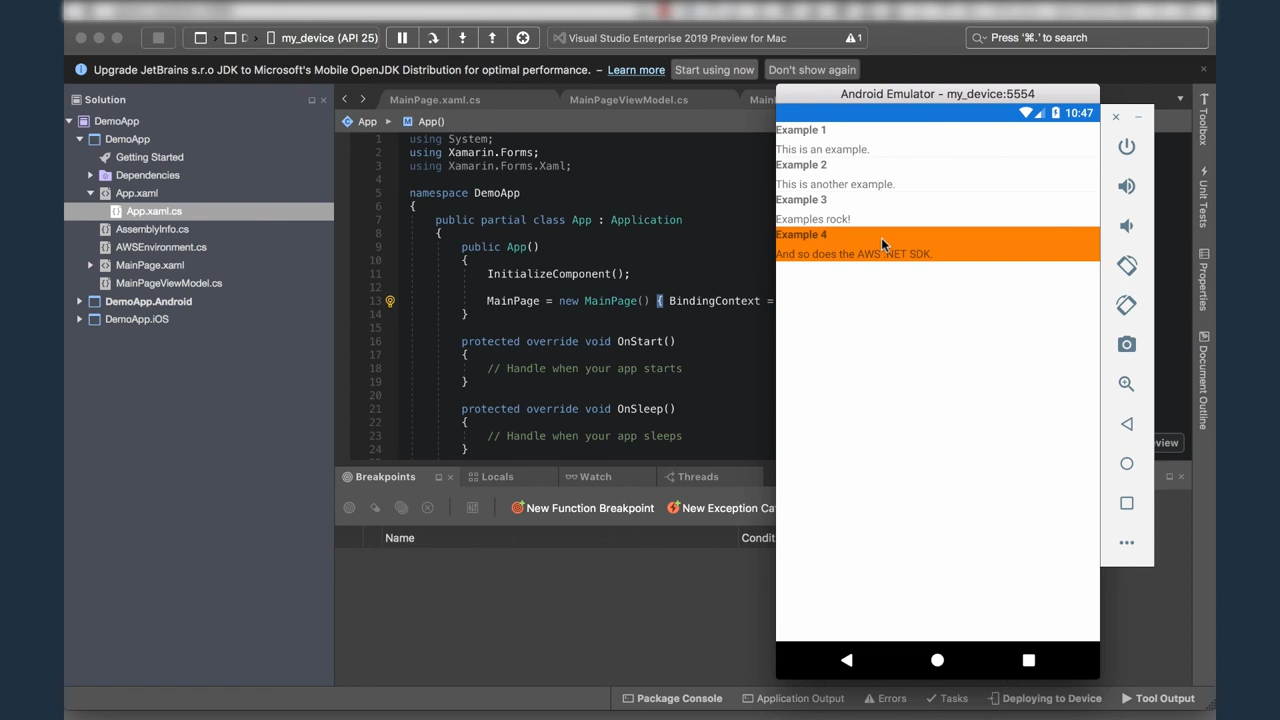 my_device (API 25)
Visual Studio Enterprise 2019 Preview for Mac
1
Press '⌘.' to search
Upgrade JetBrains s.r.o JDK to Microsoft's Mobile OpenJDK Distribution for optimal performance. – Learn more
Start using now
Don't show again
Solution
DemoApp
DemoApp
Getting Started
Dependencies
App.xaml
App.xaml.cs
AssemblyInfo.cs
AWSEnvironment.cs
MainPage.xaml
MainPageViewModel.cs
DemoApp.Android
DemoApp.iOS
MainPage.xaml.cs
MainPageViewModel.cs
App
App()
1 using System;
2 using Xamarin.Forms;
3 using Xamarin.Forms.Xaml;
4
5 namespace DemoApp
6 {
7 public partial class App : Application
8 {
9 public App()
10 {
11 InitializeComponent();
12
13 MainPage = new MainPage() { BindingContext =
14 }
15
16 protected override void OnStart()
17 {
18 // Handle when your app starts
19 }
20
21 protected override void OnSleep()
22 {
23 // Handle when your app sleeps
24 }
Breakpoints
Locals
Watch
Threads
New Function Breakpoint
New Exception Cat
Name
Condit
Android Emulator - my_device:5554
10:47
Example 1
This is an example.
Example 2
This is another example.
Example 3
Examples rock!
Example 4
And so does the AWS .NET SDK.
Toolbox
Unit Tests
Properties
Document Outline
view
Package Console
Application Output
Errors
Tasks
Deploying to Device
Tool Output